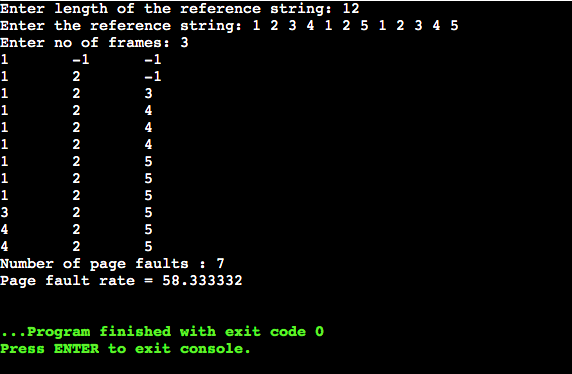 Enter length of the reference string: 12
Enter the reference string: 1 2 3 4 1 2 5 1 2 3 4 5
Enter no of frames: 3
1 -1 -1
1 2 -1
1 2 3
1 2 4
1 2 4
1 2 4
1 2 5
1 2 5
1 2 5
3 2 5
4 2 5
4 2 5
Number of page faults : 7
Page fault rate = 58.333332
...Program finished with exit code 0
Press ENTER to exit console.